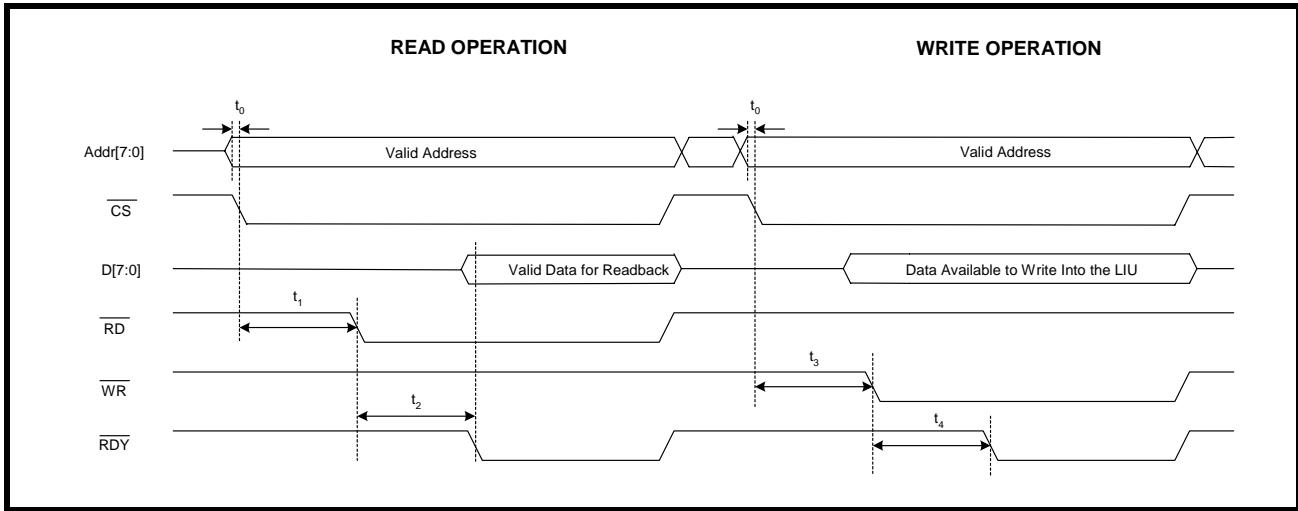 READ OPERATION
WRITE OPERATION
t0
t0
Addr[7:0]
Valid Address
Valid Address
CS
D[7:0]
Valid Data for Readback
Data Available to Write Into the LIU
t1
RD
t3
WR
t2
t4
RDY